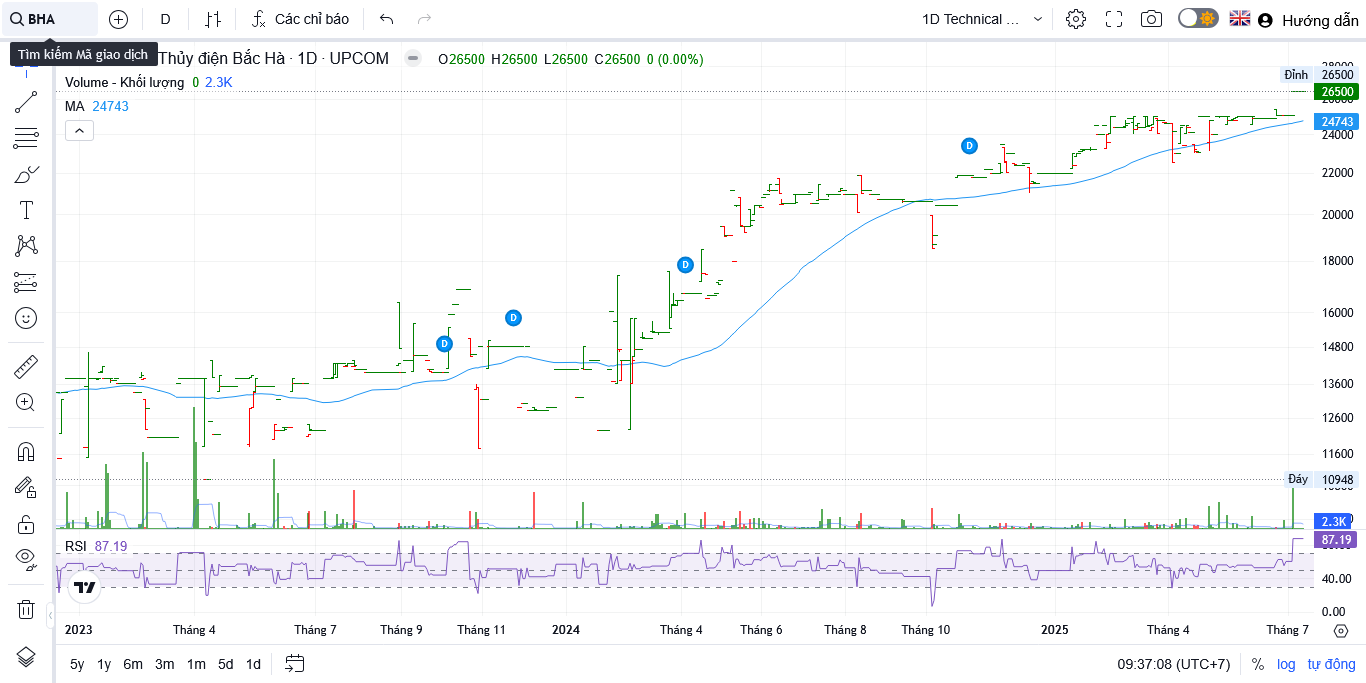 BHA D Các chỉ báo 1D Technical ... Hướng dẫn
Tìm kiếm Mã giao dịch
Thủy điện Bắc Hà · 1D · UPCOM O26500 H26500 L26500 C26500 0 (0.00%)
Volume - Khối lượng 0 2.3K
MA 24743
28000
Đỉnh 26500
26500
26000
24743
24000
22000
20000
18000
16000
14800
13600
12600
11600
Đáy 10948
2.3K
D
D
D
D
RSI 87.19
87.19
40.00
0.00
2023 Tháng 4 Tháng 7 Tháng 9 Tháng 11 2024 Tháng 4 Tháng 6 Tháng 8 Tháng 10 2025 Tháng 4 Tháng 7
5y 1y 6m 3m 1m 5d 1d 09:37:08 (UTC+7) % log tự động